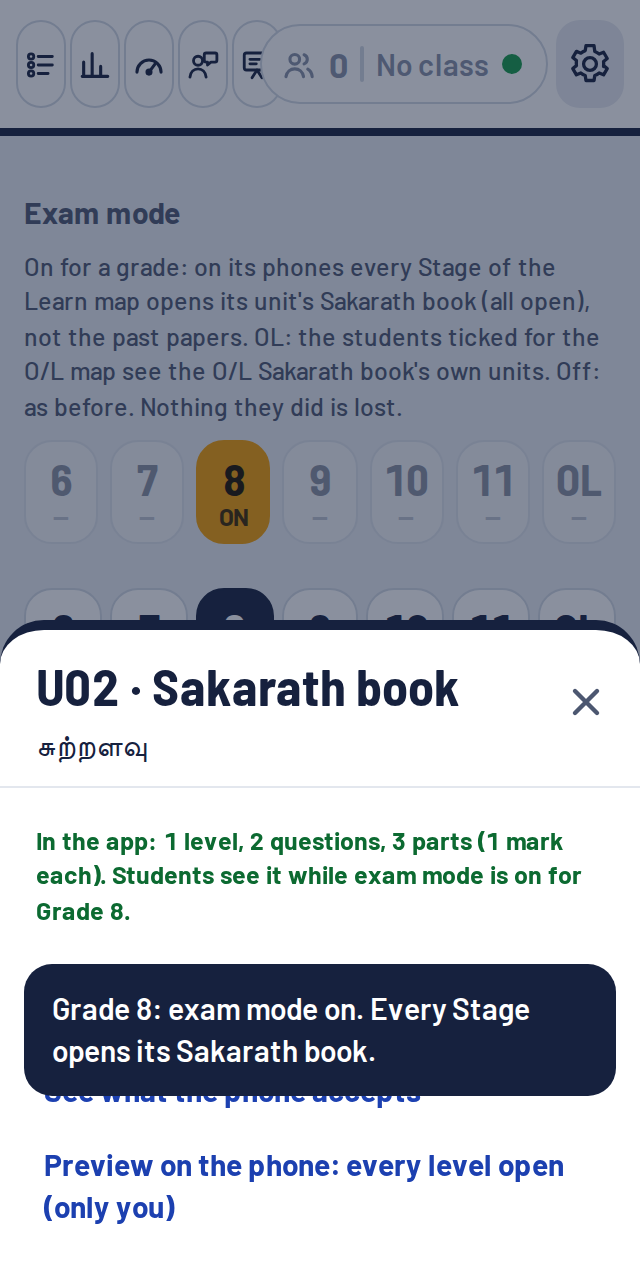 0 | No class
Exam mode
On for a grade: on its phones every Stage of the
Learn map opens its unit's Sakarath book (all open),
not the past papers. OL: the students ticked for the
O/L map see the O/L Sakarath book's own units. Off:
as before. Nothing they did is lost.
6 7 8 9 10 11 OL
– – ON – – – –
U02 · Sakarath book
சுற்றளவு
In the app: 1 level, 2 questions, 3 parts (1 mark
each). Students see it while exam mode is on for
Grade 8.
Grade 8: exam mode on. Every Stage
opens its Sakarath book.
See what the phone accepts
Preview on the phone: every level open
(only you)